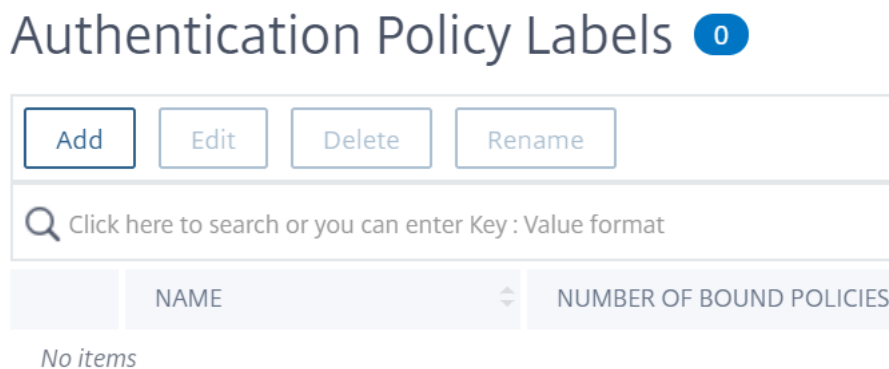 Authentication Policy Labels 0
Add Edit Delete Rename
Click here to search or you can enter Key : Value format
NAME NUMBER OF BOUND POLICIES
No items